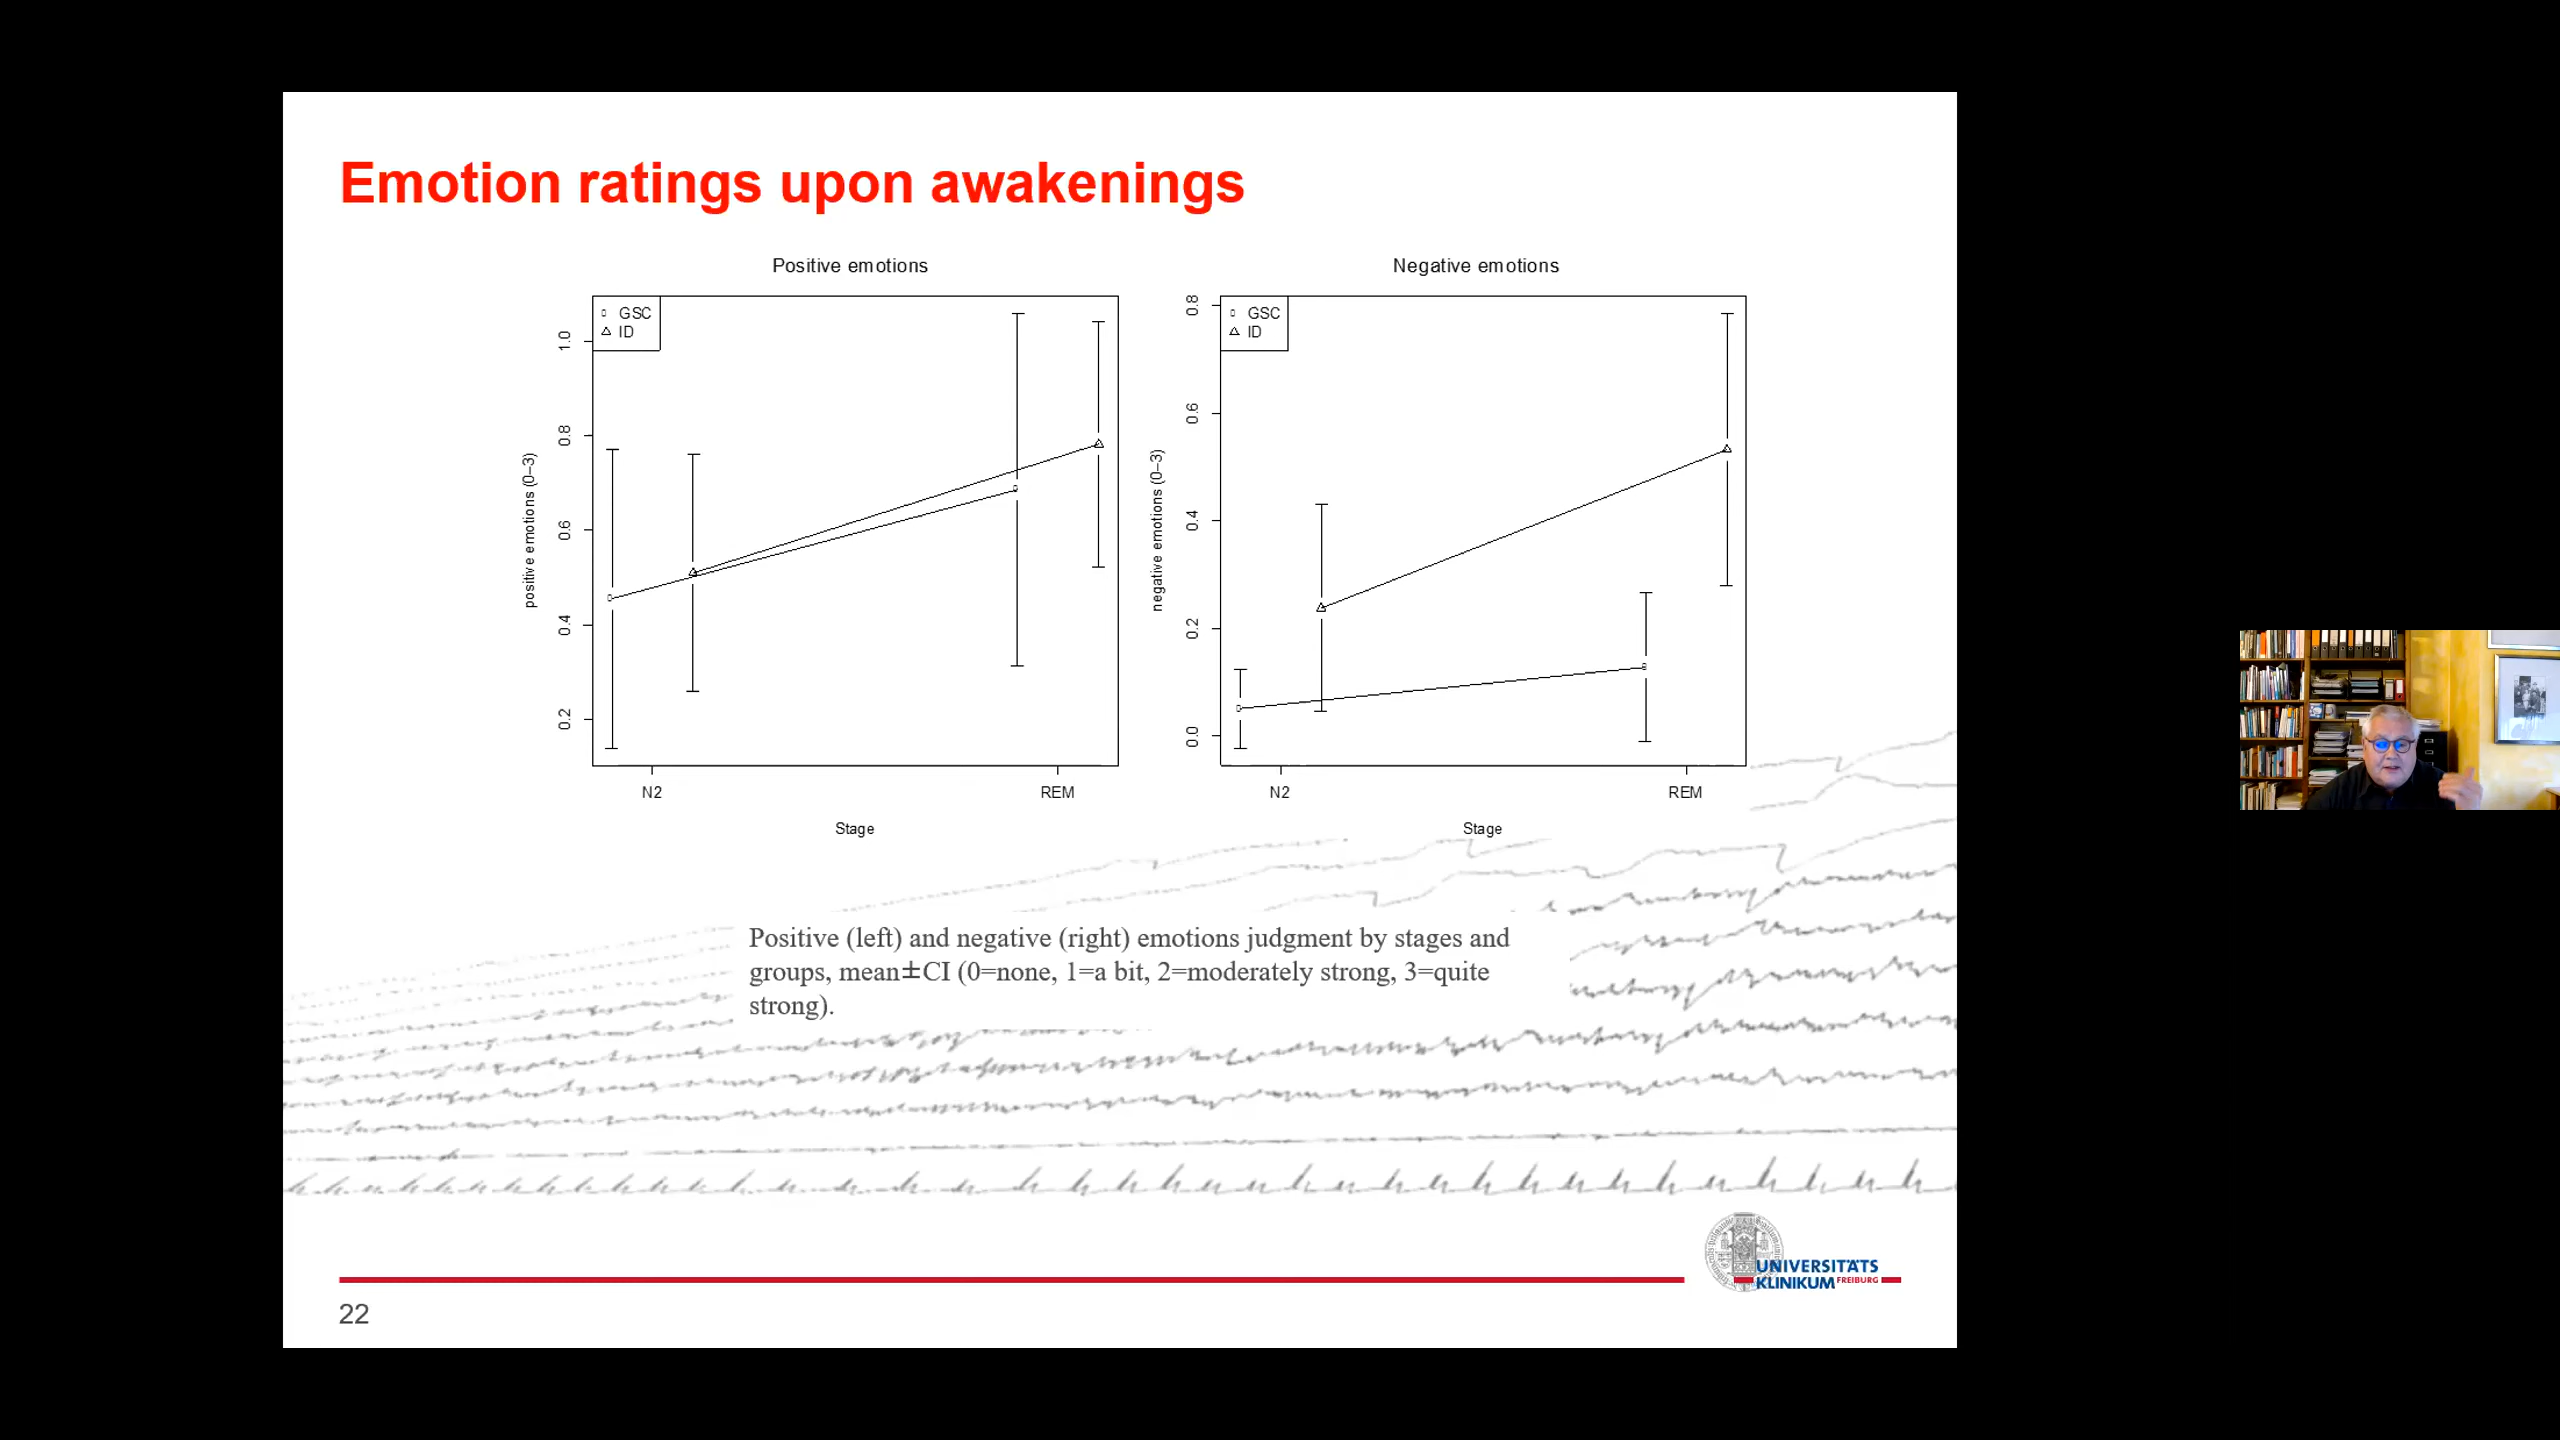 Emotion ratings upon awakenings
Positive emotions
GSC
ID
positive emotions (0–3)
1.0
0.8
0.6
0.4
0.2
N2
REM
Stage
Negative emotions
GSC
ID
negative emotions (0–3)
0.8
0.6
0.4
0.2
0.0
N2
REM
Stage
Positive (left) and negative (right) emotions judgment by stages and
groups, mean±CI (0=none, 1=a bit, 2=moderately strong, 3=quite
strong).
UNIVERSITÄTS
KLINIKUM FREIBURG
22